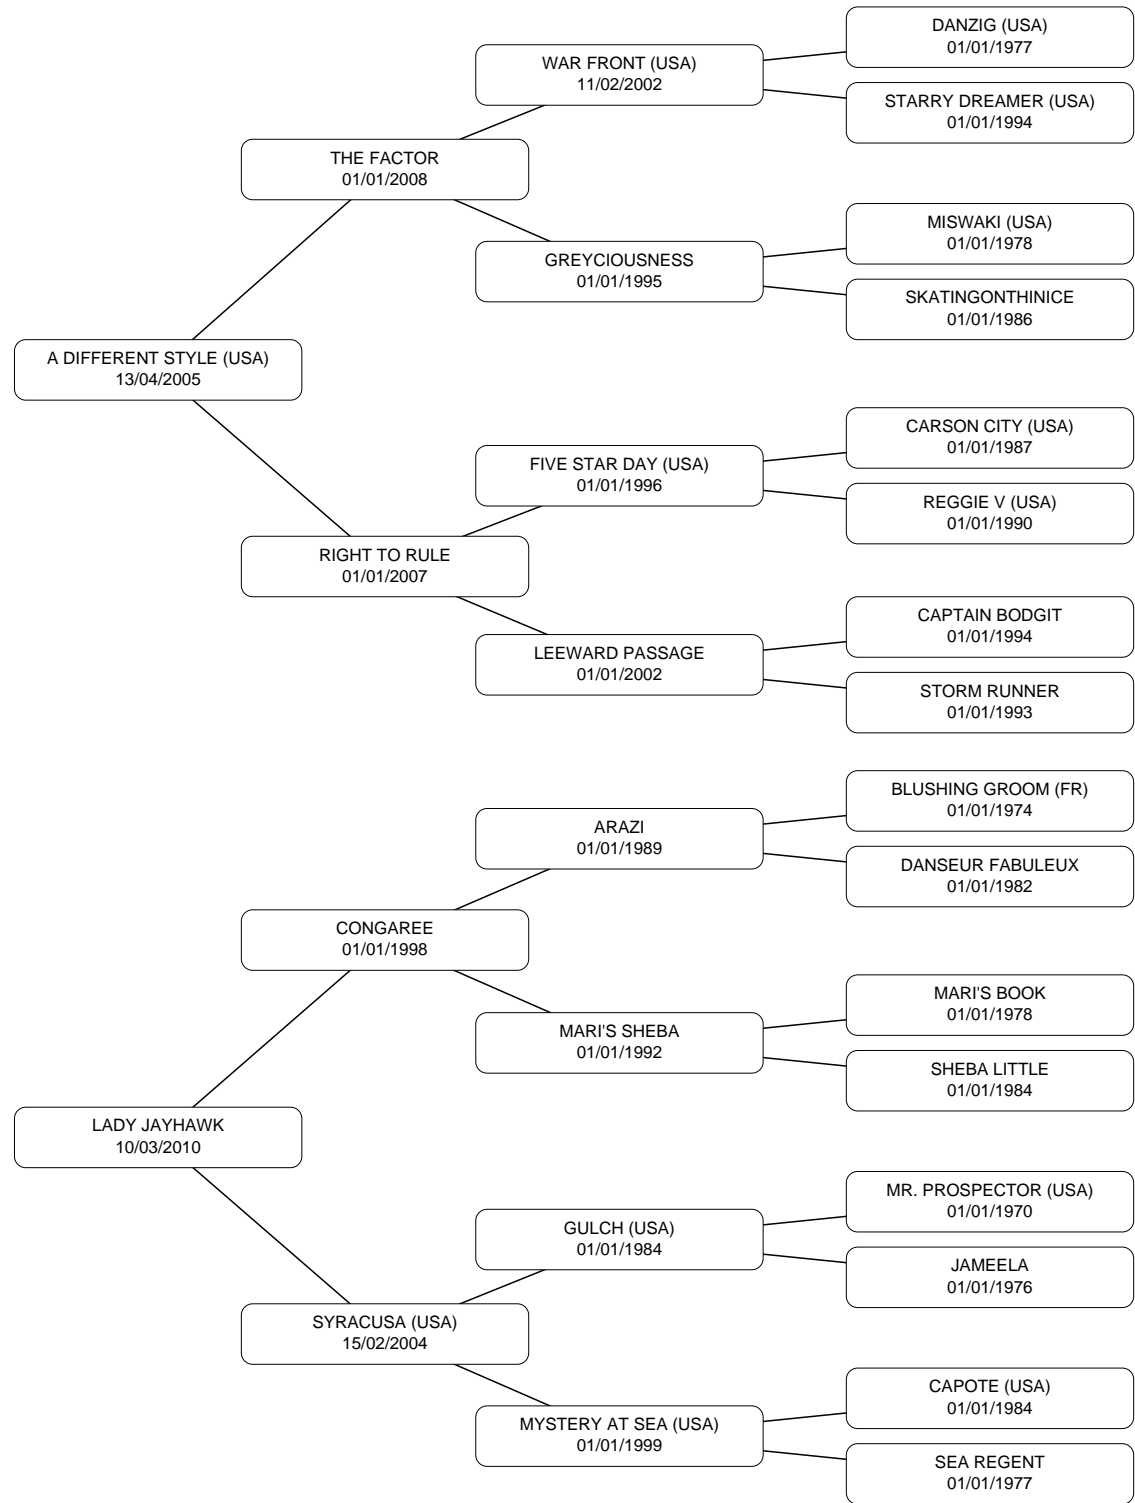 DANZIG (USA)
01/01/1977
WAR FRONT (USA)
11/02/2002
STARRY DREAMER (USA)
01/01/1994
THE FACTOR
01/01/2008
MISWAKI (USA)
01/01/1978
GREYCIOUSNESS
01/01/1995
SKATINGONTHINICE
01/01/1986
A DIFFERENT STYLE (USA)
13/04/2005
CARSON CITY (USA)
01/01/1987
FIVE STAR DAY (USA)
01/01/1996
REGGIE V (USA)
01/01/1990
RIGHT TO RULE
01/01/2007
CAPTAIN BODGIT
01/01/1994
LEEWARD PASSAGE
01/01/2002
STORM RUNNER
01/01/1993
BLUSHING GROOM (FR)
01/01/1974
ARAZI
01/01/1989
DANSEUR FABULEUX
01/01/1982
CONGAREE
01/01/1998
MARI'S BOOK
01/01/1978
MARI'S SHEBA
01/01/1992
SHEBA LITTLE
01/01/1984
LADY JAYHAWK
10/03/2010
MR. PROSPECTOR (USA)
01/01/1970
GULCH (USA)
01/01/1984
JAMEELA
01/01/1976
SYRACUSA (USA)
15/02/2004
CAPOTE (USA)
01/01/1984
MYSTERY AT SEA (USA)
01/01/1999
SEA REGENT
01/01/1977